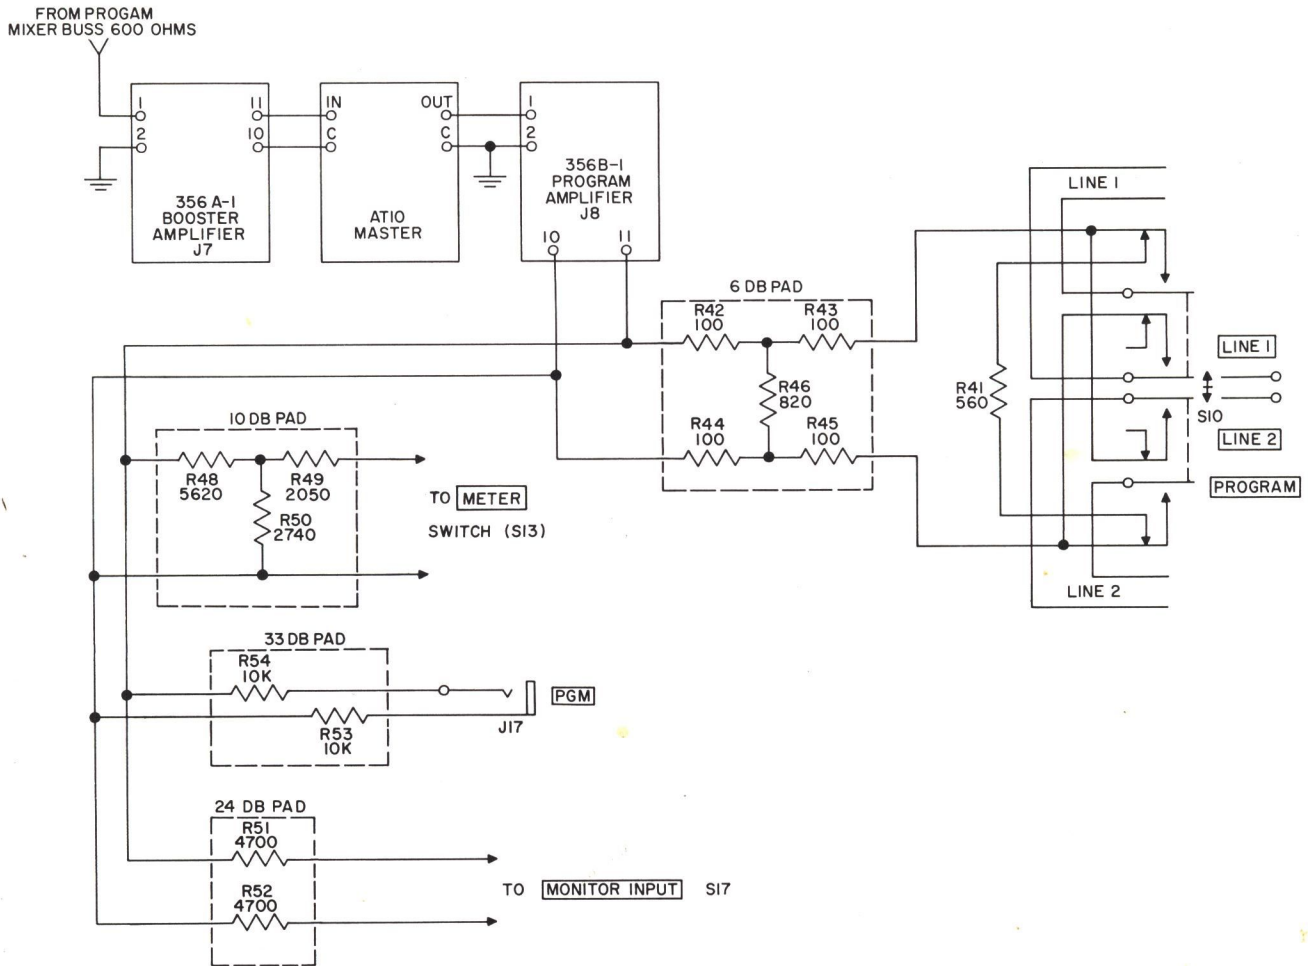 FROM PROGAM
MIXER BUSS 600 OHMS
1
2
11
10
356 A-1
BOOSTER
AMPLIFIER
J7
IN
C
OUT
C
AT10
MASTER
1
2
356B-1
PROGRAM
AMPLIFIER
J8
10
11
6 DB PAD
R42
100
R43
100
R46
820
R44
100
R45
100
LINE 1
R41
560
LINE 1
S10
LINE 2
PROGRAM
LINE 2
10 DB PAD
R48
5620
R49
2050
R50
2740
TO METER
SWITCH (S13)
33 DB PAD
R54
10K
R53
10K
J17
PGM
24 DB PAD
R51
4700
R52
4700
TO MONITOR INPUT S17